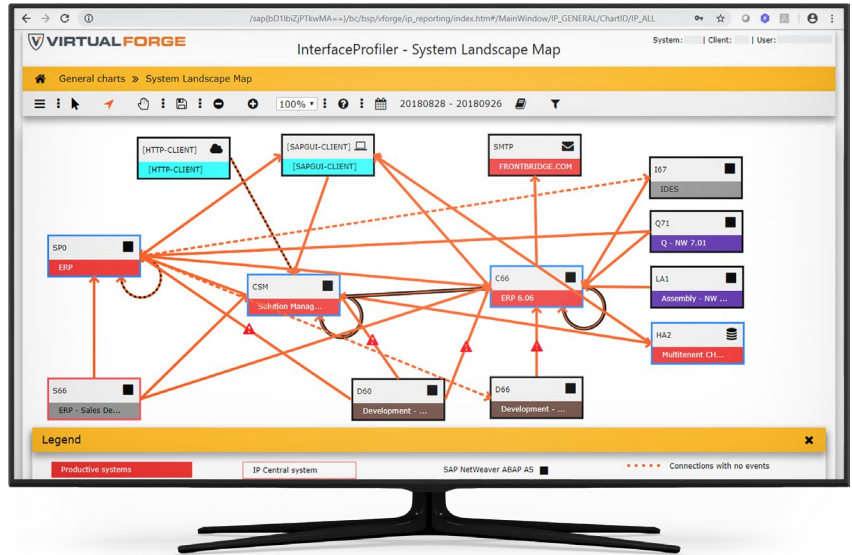 /sap(bD1lbiZjPTkwMA==)/bc/bsp/vforge/ip_reporting/index.htm#/MainWindow/IP_GENERAL/ChartID/IP_ALL
VIRTUALFORGE
InterfaceProfiler - System Landscape Map
System: | Client: | User:
General charts » System Landscape Map
100% 20180828 - 20180926
[HTTP-CLIENT]
[HTTP-CLIENT]
[SAPGUI-CLIENT]
[SAPGUI-CLIENT]
SMTP
FRONTBRIDGE.COM
I67
IDES
Q71
Q - NW 7.01
SP0
ERP
CSM
Solution Manag...
C66
ERP 6.06
LA1
Assembly - NW ...
HA2
Multitenent CH...
S66
ERP - Sales De...
D60
Development - ...
D66
Development - ...
Legend
Productive systems
IP Central system
SAP NetWeaver ABAP AS
Connections with no events